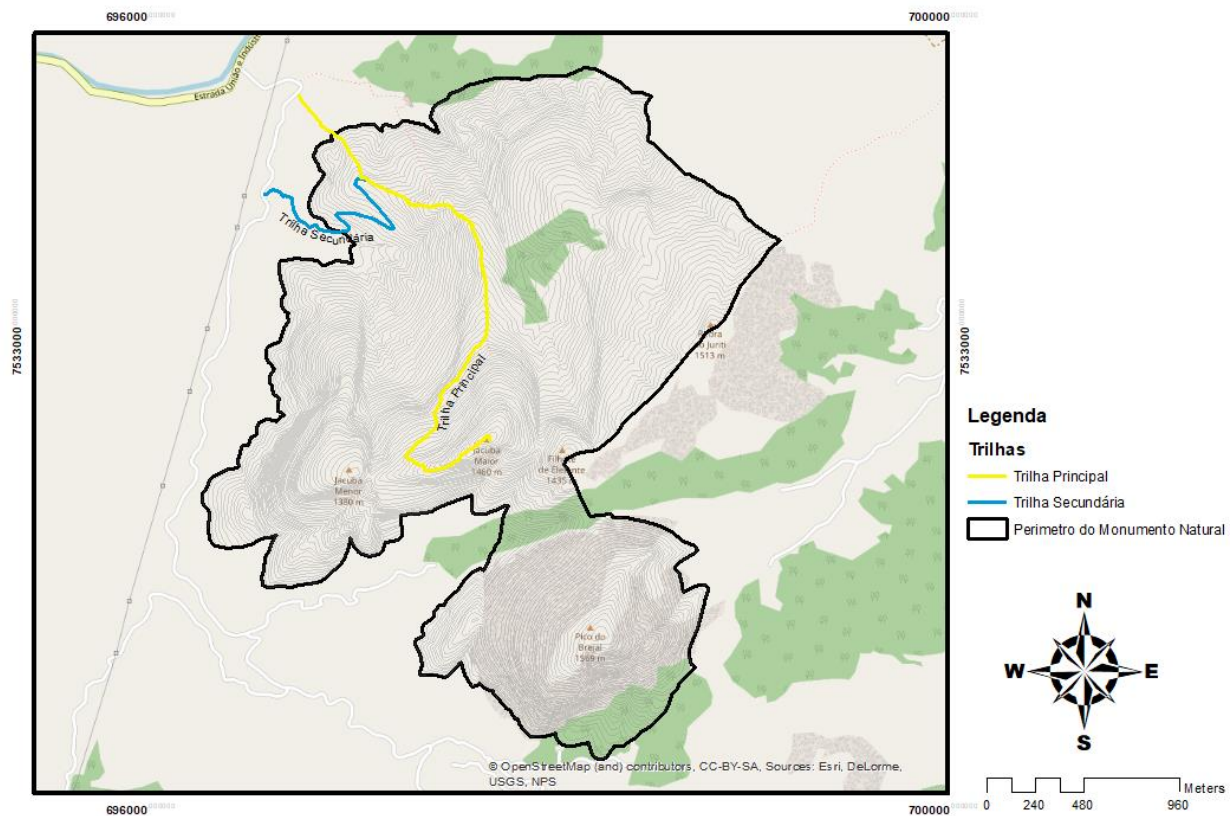 696000
700000
Estrada União e Indúst
Trilha Secundária
7533000
7533000
1513 m
Trilha Principal
Jacuba
Maior
1460 m
1435
Jacuba
Menor
1380 m
Pico do
Brejal
1569 m
© OpenStreetMap (and) contributors, CC-BY-SA, Sources: Esri, DeLorme,
USGS, NPS
696000
700000
Legenda
Trilhas
Trilha Principal
Trilha Secundária
Perimetro do Monumento Natural
N
W
E
S
0 240 480 960
Meters